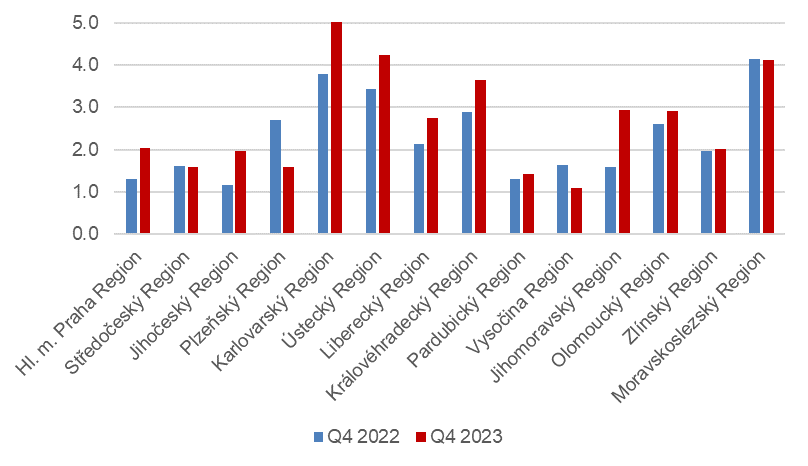 5.0
4.0
3.0
2.0
1.0
0.0
Hl. m. Praha Region
Středočeský Region
Jihočeský Region
Plzeňský Region
Karlovarský Region
Ústecký Region
Liberecký Region
Královéhradecký Region
Pardubický Region
Vysočina Region
Jihomoravský Region
Olomoucký Region
Zlínský Region
Moravskoslezský Region
Q4 2022 Q4 2023